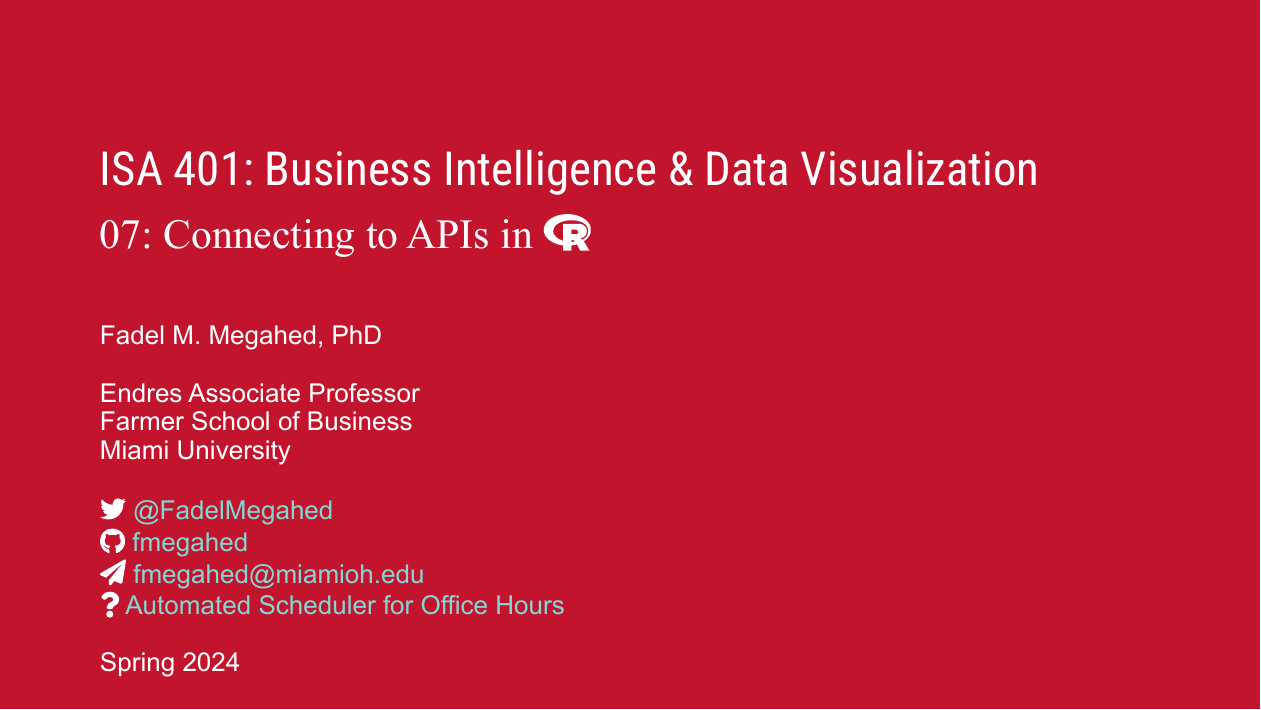 ISA 401: Business Intelligence & Data Visualization
07: Connecting to APIs in R
Fadel M. Megahed, PhD
Endres Associate Professor
Farmer School of Business
Miami University
@FadelMegahed
fmegahed
fmegahed@miamioh.edu
? Automated Scheduler for Office Hours
Spring 2024